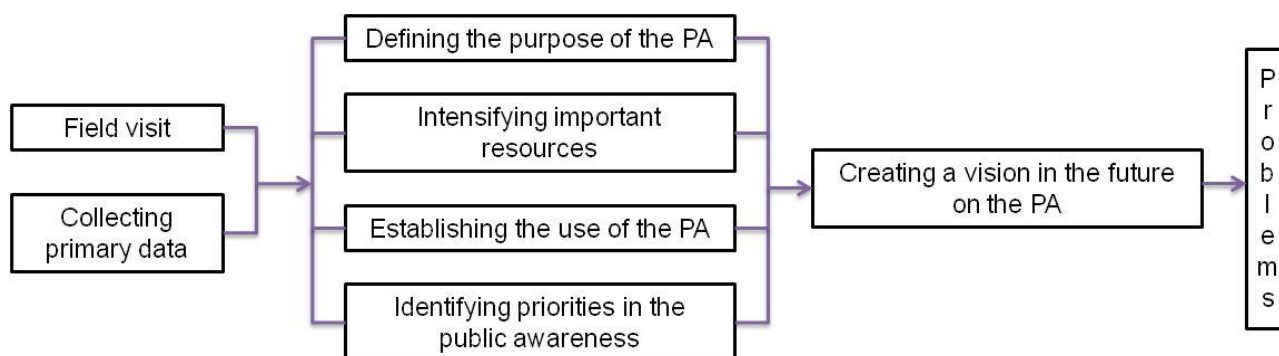 Field visit
Collecting
primary data
Defining the purpose of the PA
Intensifying important
resources
Establishing the use of the PA
Identifying priorities in the
public awareness
Creating a vision in the future
on the PA
Problems